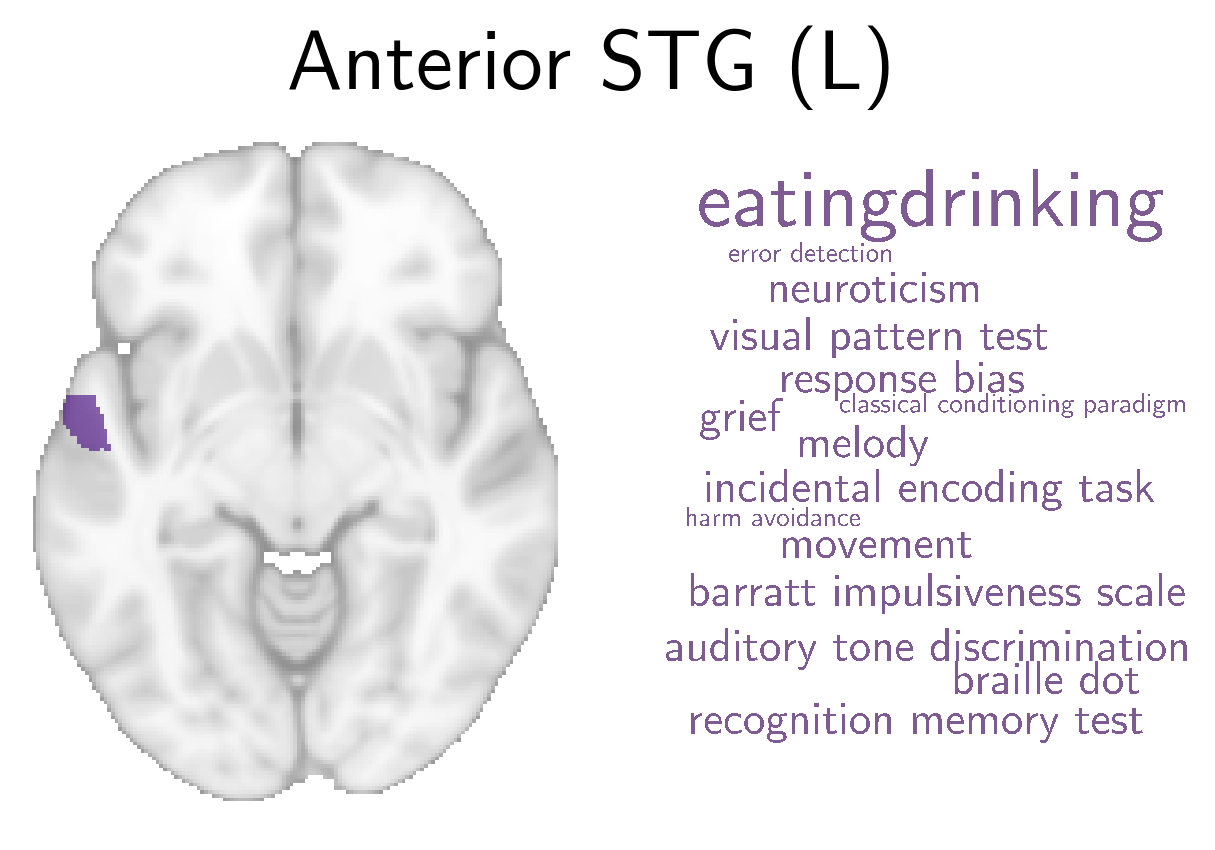 Anterior STG (L)
eatingdrinking
error detection
neuroticism
visual pattern test
response bias
classical conditioning paradigm
grief
melody
incidental encoding task
harm avoidance
movement
barratt impulsiveness scale
auditory tone discrimination
braille dot
recognition memory test